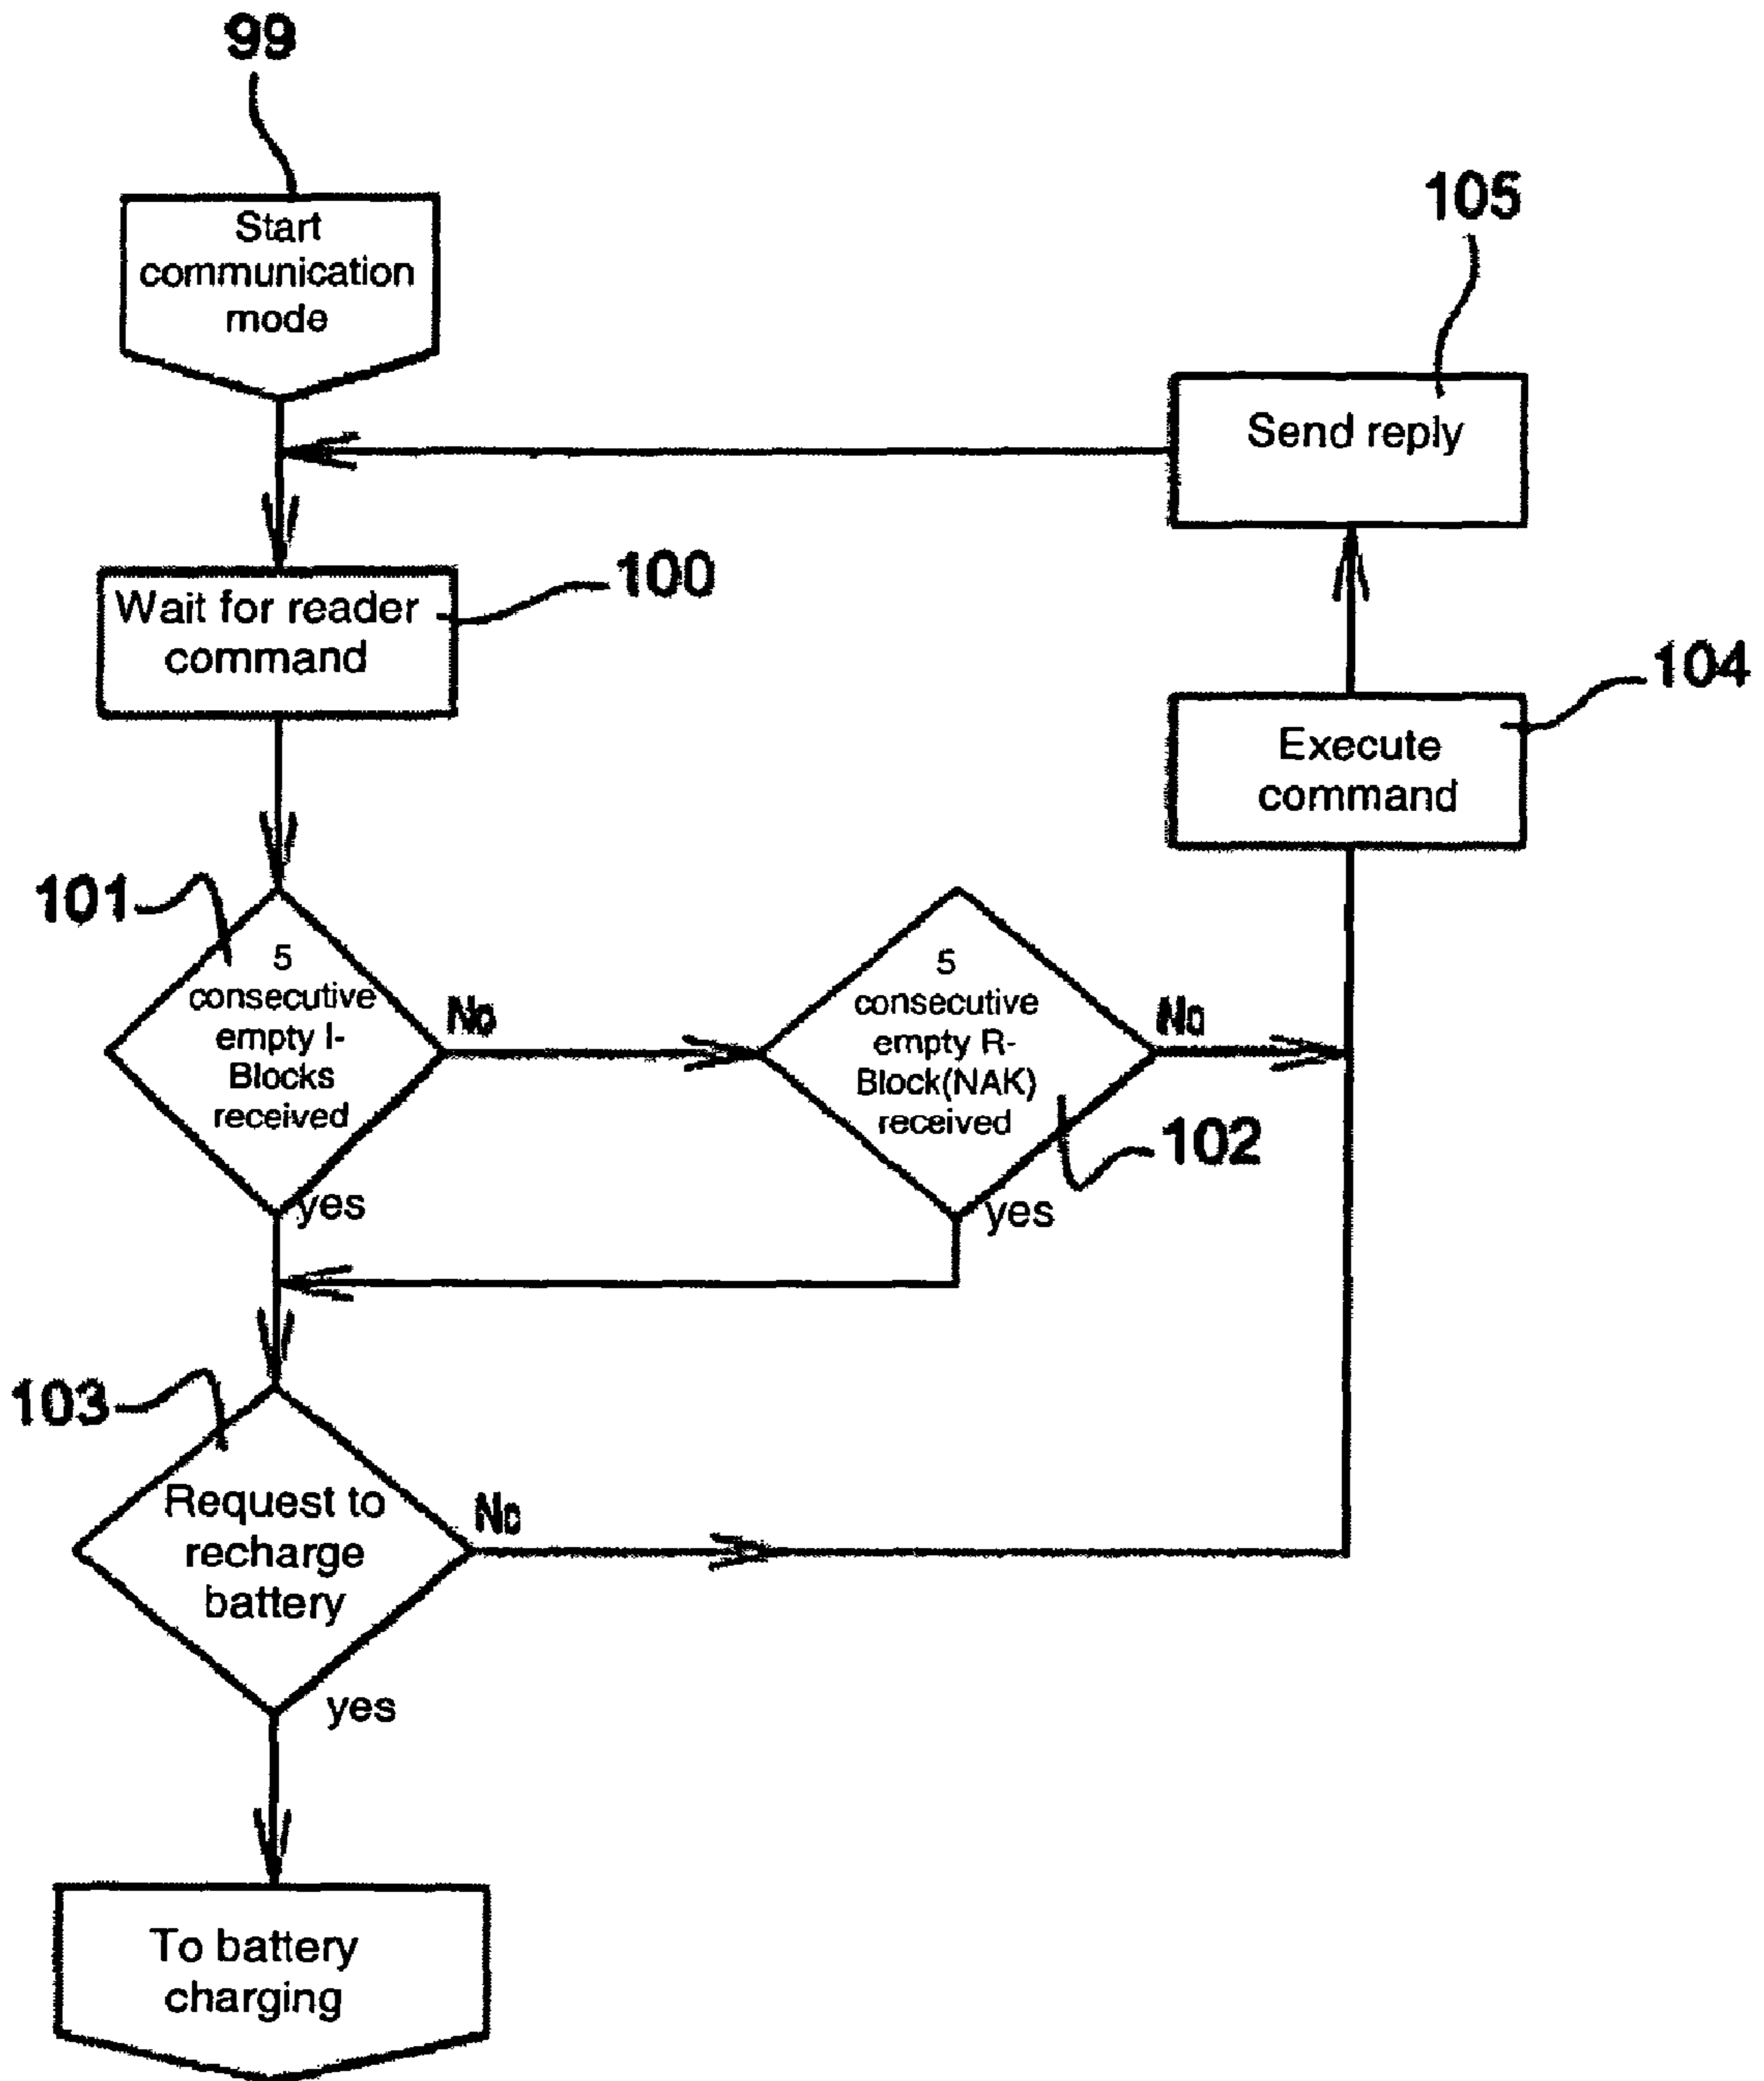 99
Start
communication
mode
105
Send reply
100
Wait for reader
command
104
Execute
command
101
5
consecutive
empty I-
Blocks
received
No
5
consecutive
empty R-
Block(NAK)
received
No
102
yes
yes
103
Request to
recharge
battery
No
yes
To battery
charging